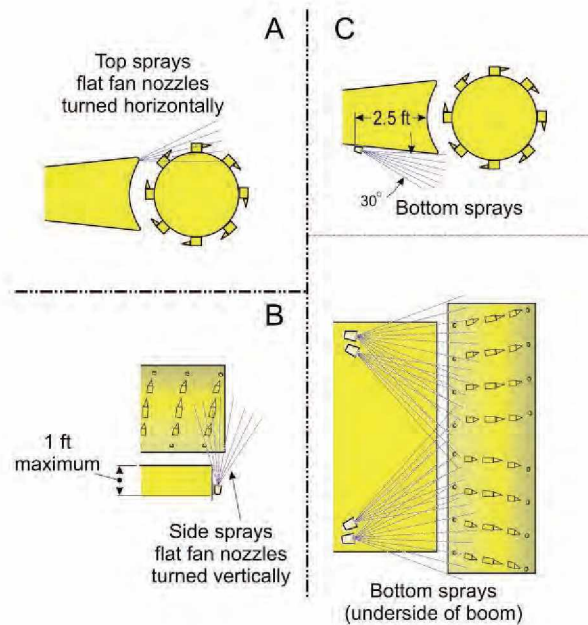 A
Top sprays
flat fan nozzles
turned horizontally
B
1 ft
maximum
Side sprays
flat fan nozzles
turned vertically
C
2.5 ft
30°
Bottom sprays
Bottom sprays
(underside of boom)